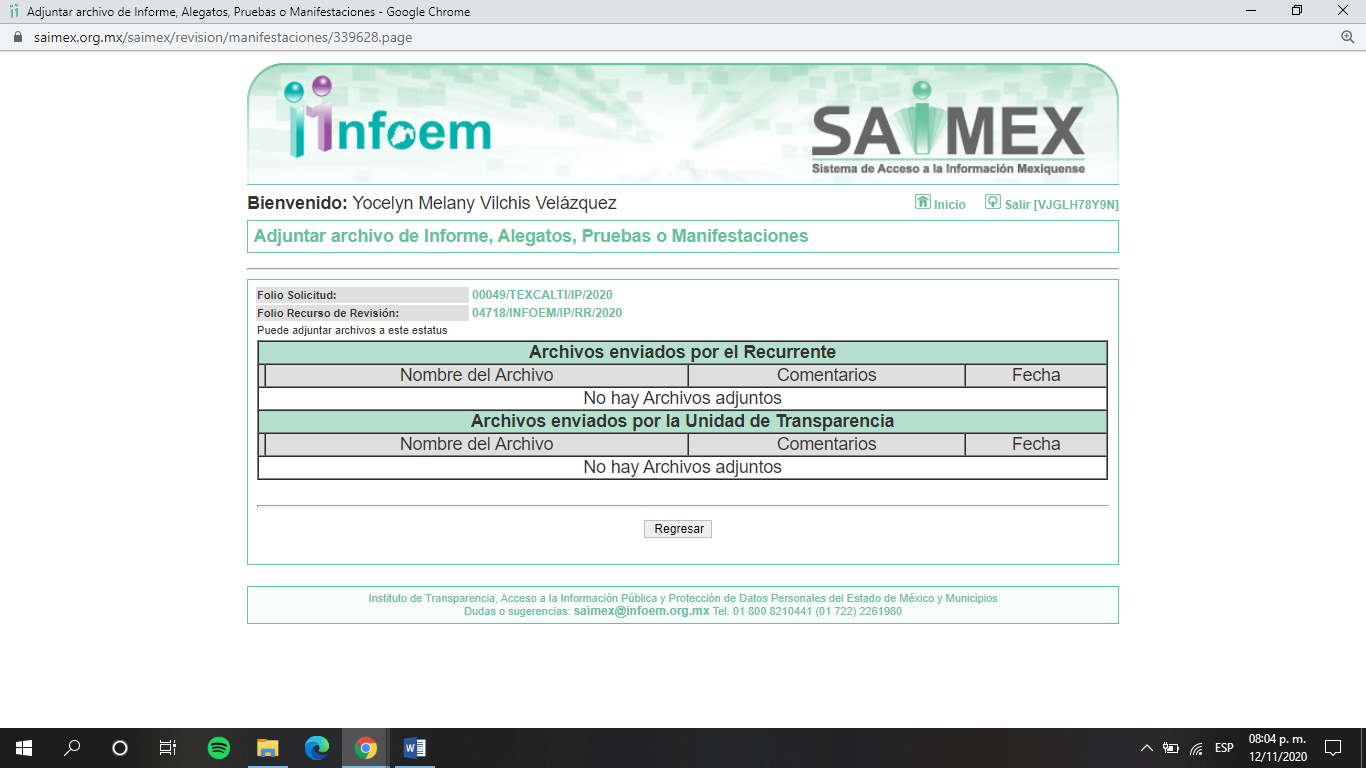 Adjuntar archivo de Informe, Alegatos, Pruebas o Manifestaciones - Google Chrome
saimex.org.mx/saimex/revision/manifestaciones/339628.page
infoem
SAIMEX
Sistema de Acceso a la Información Mexiquense
Bienvenido: Yocelyn Melany Vilchis Velázquez
Inicio Salir [VJGLH78Y9N]
Adjuntar archivo de Informe, Alegatos, Pruebas o Manifestaciones
Folio Solicitud: 00049/TEXCALTI/IP/2020
Folio Recurso de Revisión: 04718/INFOEM/IP/RR/2020
Puede adjuntar archivos a este estatus
Archivos enviados por el Recurrente
Nombre del Archivo Comentarios Fecha
No hay Archivos adjuntos
Archivos enviados por la Unidad de Transparencia
Nombre del Archivo Comentarios Fecha
No hay Archivos adjuntos
Regresar
Instituto de Transparencia, Acceso a la Información Pública y Protección de Datos Personales del Estado de México y Municipios
Dudas o sugerencias: saimex@infoem.org.mx Tel. 01 800 8210441 (01 722) 2261980
ESP
08:04 p. m.
12/11/2020